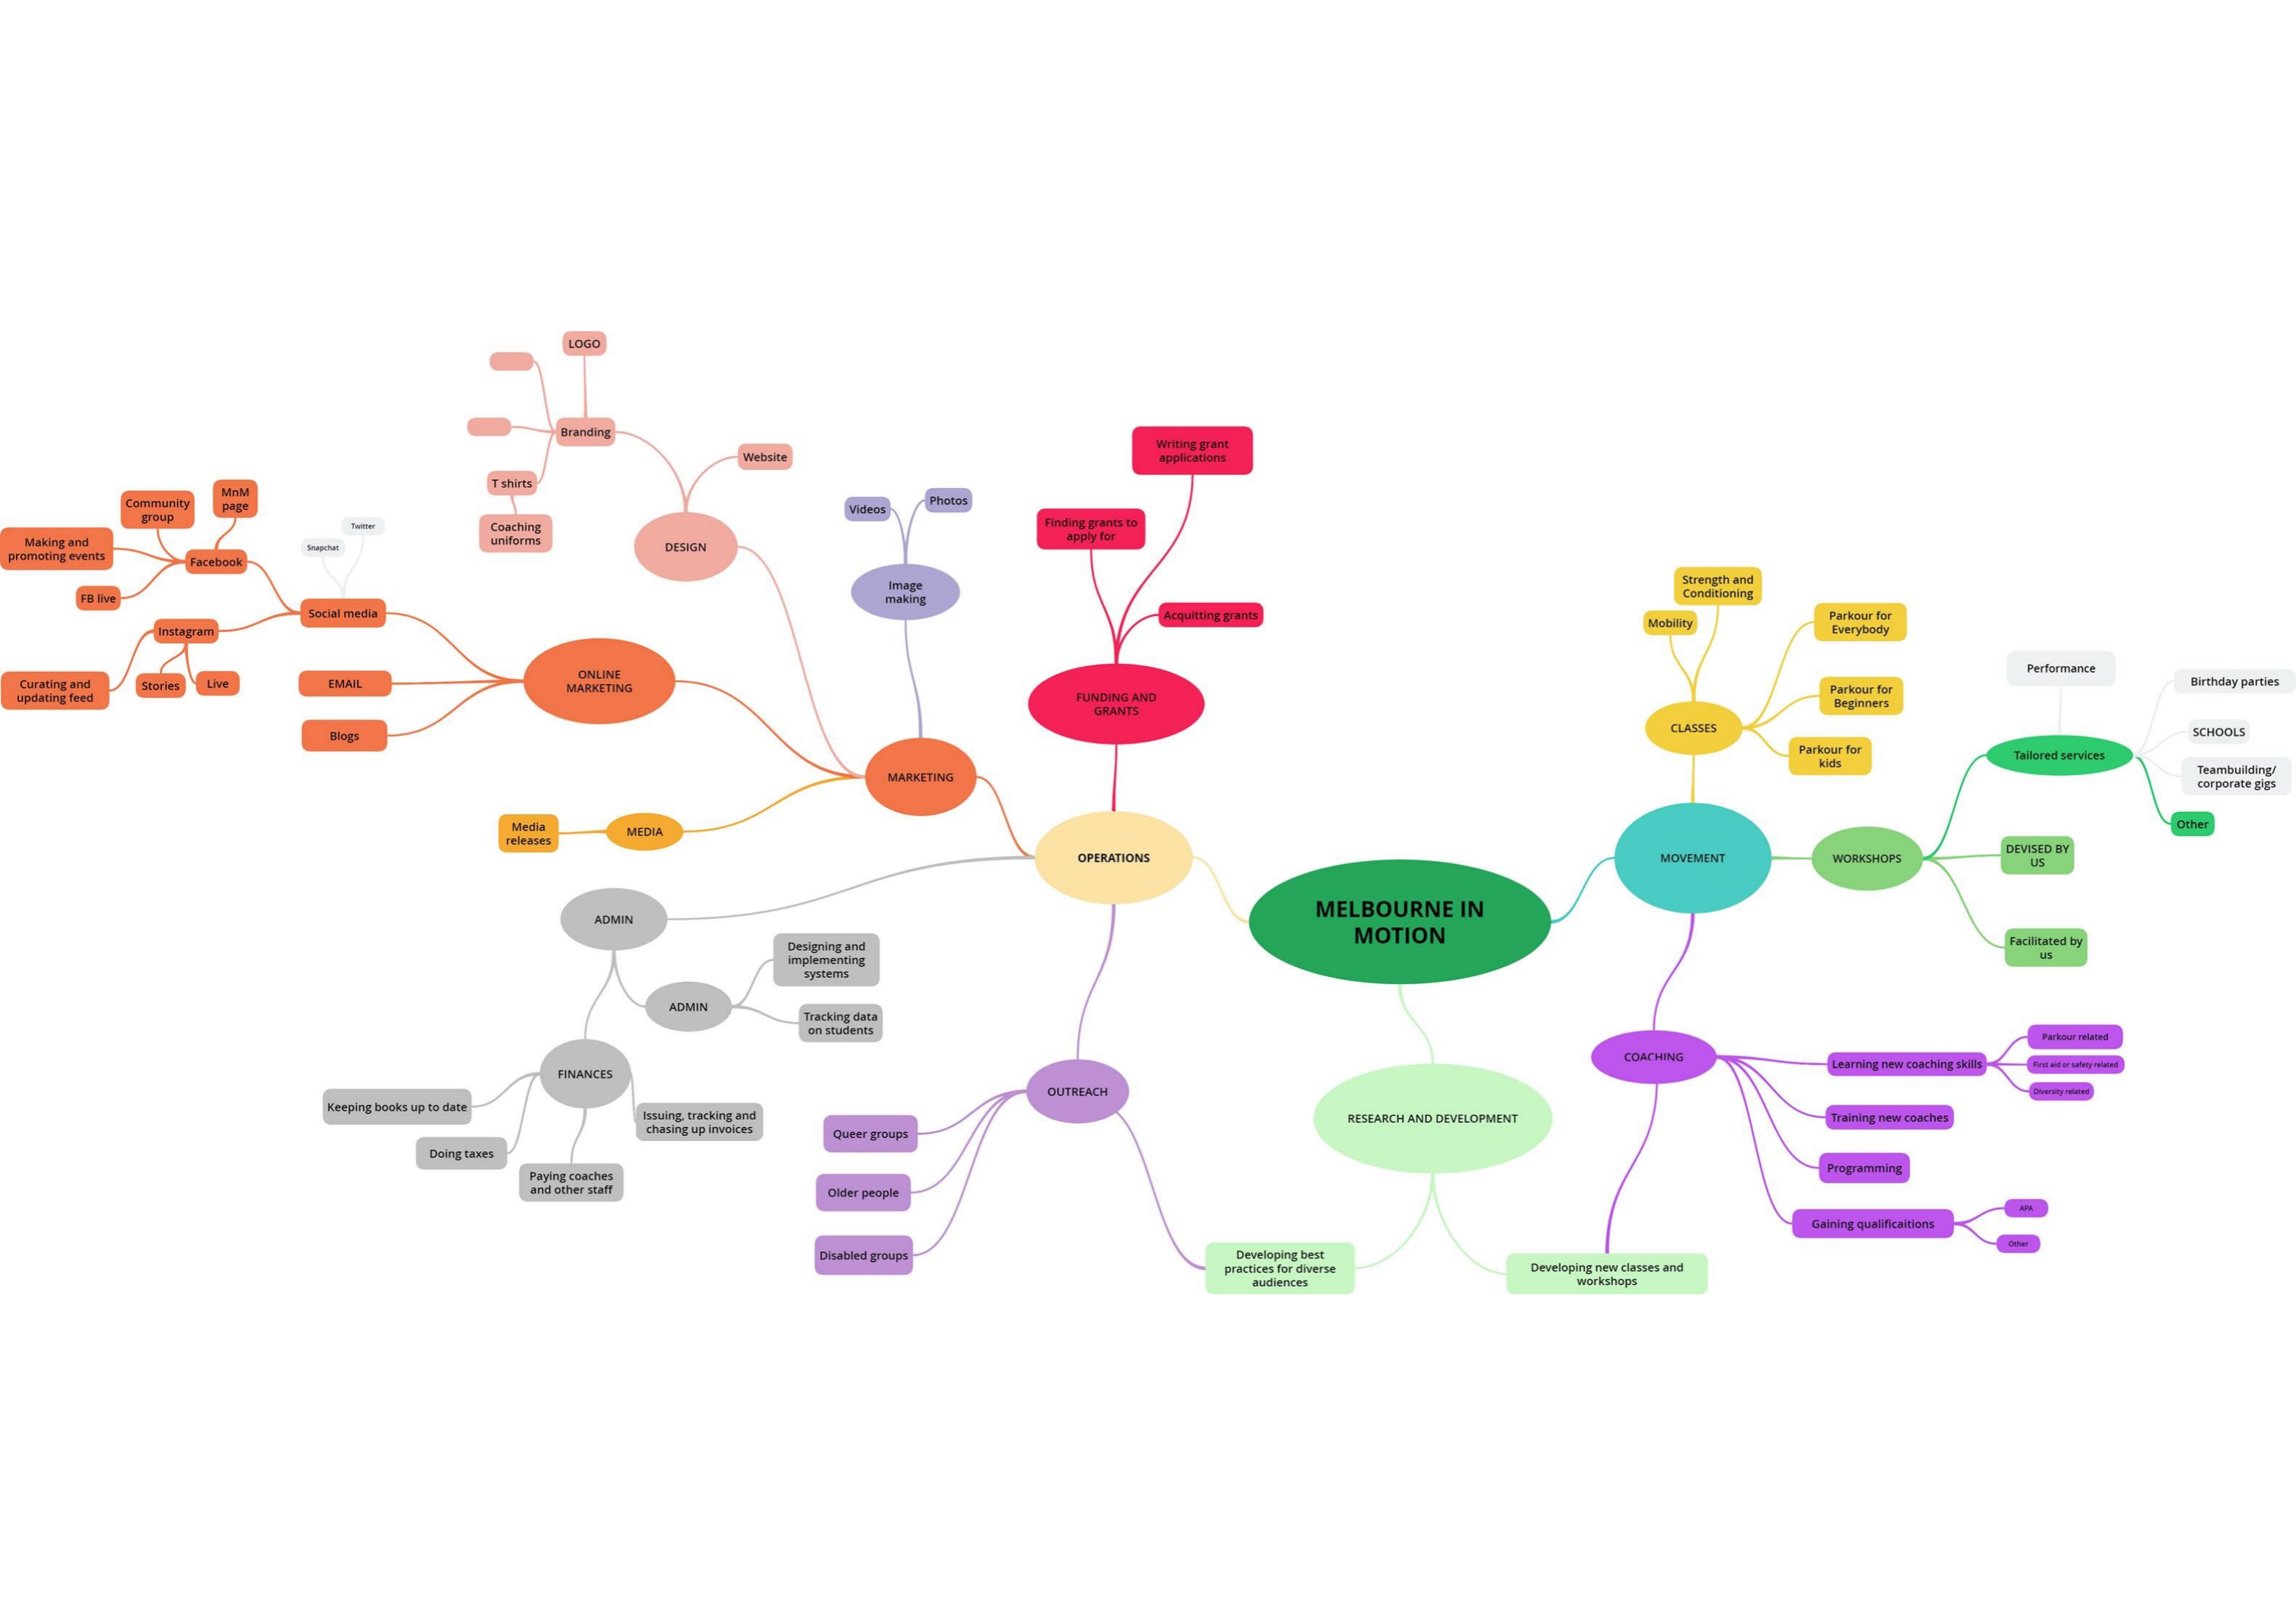 LOGO
Branding
Website
T shirts
Coaching
uniforms
DESIGN
Videos
Photos
Image
making
Writing grant
applications
Finding grants to
apply for
Acquitting grants
FUNDING AND
GRANTS
MnM
page
Community
group
Making and
promoting events
Facebook
FB live
Twitter
Snapchat
Social media
Instagram
Curating and
updating feed
Stories
Live
EMAIL
Blogs
ONLINE
MARKETING
MARKETING
MEDIA
Media
releases
OPERATIONS
ADMIN
ADMIN
Designing and
implementing
systems
Tracking data
on students
FINANCES
Keeping books up to date
Doing taxes
Paying coaches
and other staff
Issuing, tracking and
chasing up invoices
OUTREACH
Queer groups
Older people
Disabled groups
MELBOURNE IN
MOTION
RESEARCH AND DEVELOPMENT
Developing best
practices for diverse
audiences
Developing new classes and
workshops
MOVEMENT
CLASSES
Strength and
Conditioning
Mobility
Parkour for
Everybody
Parkour for
Beginners
Parkour for
kids
WORKSHOPS
Tailored services
Performance
Birthday parties
SCHOOLS
Teambuilding/
corporate gigs
Other
DEVISED BY
US
Facilitated by
us
COACHING
Learning new coaching skills
Parkour related
First aid or safety related
Diversity related
Training new coaches
Programming
Gaining qualificaitions
APA
Other